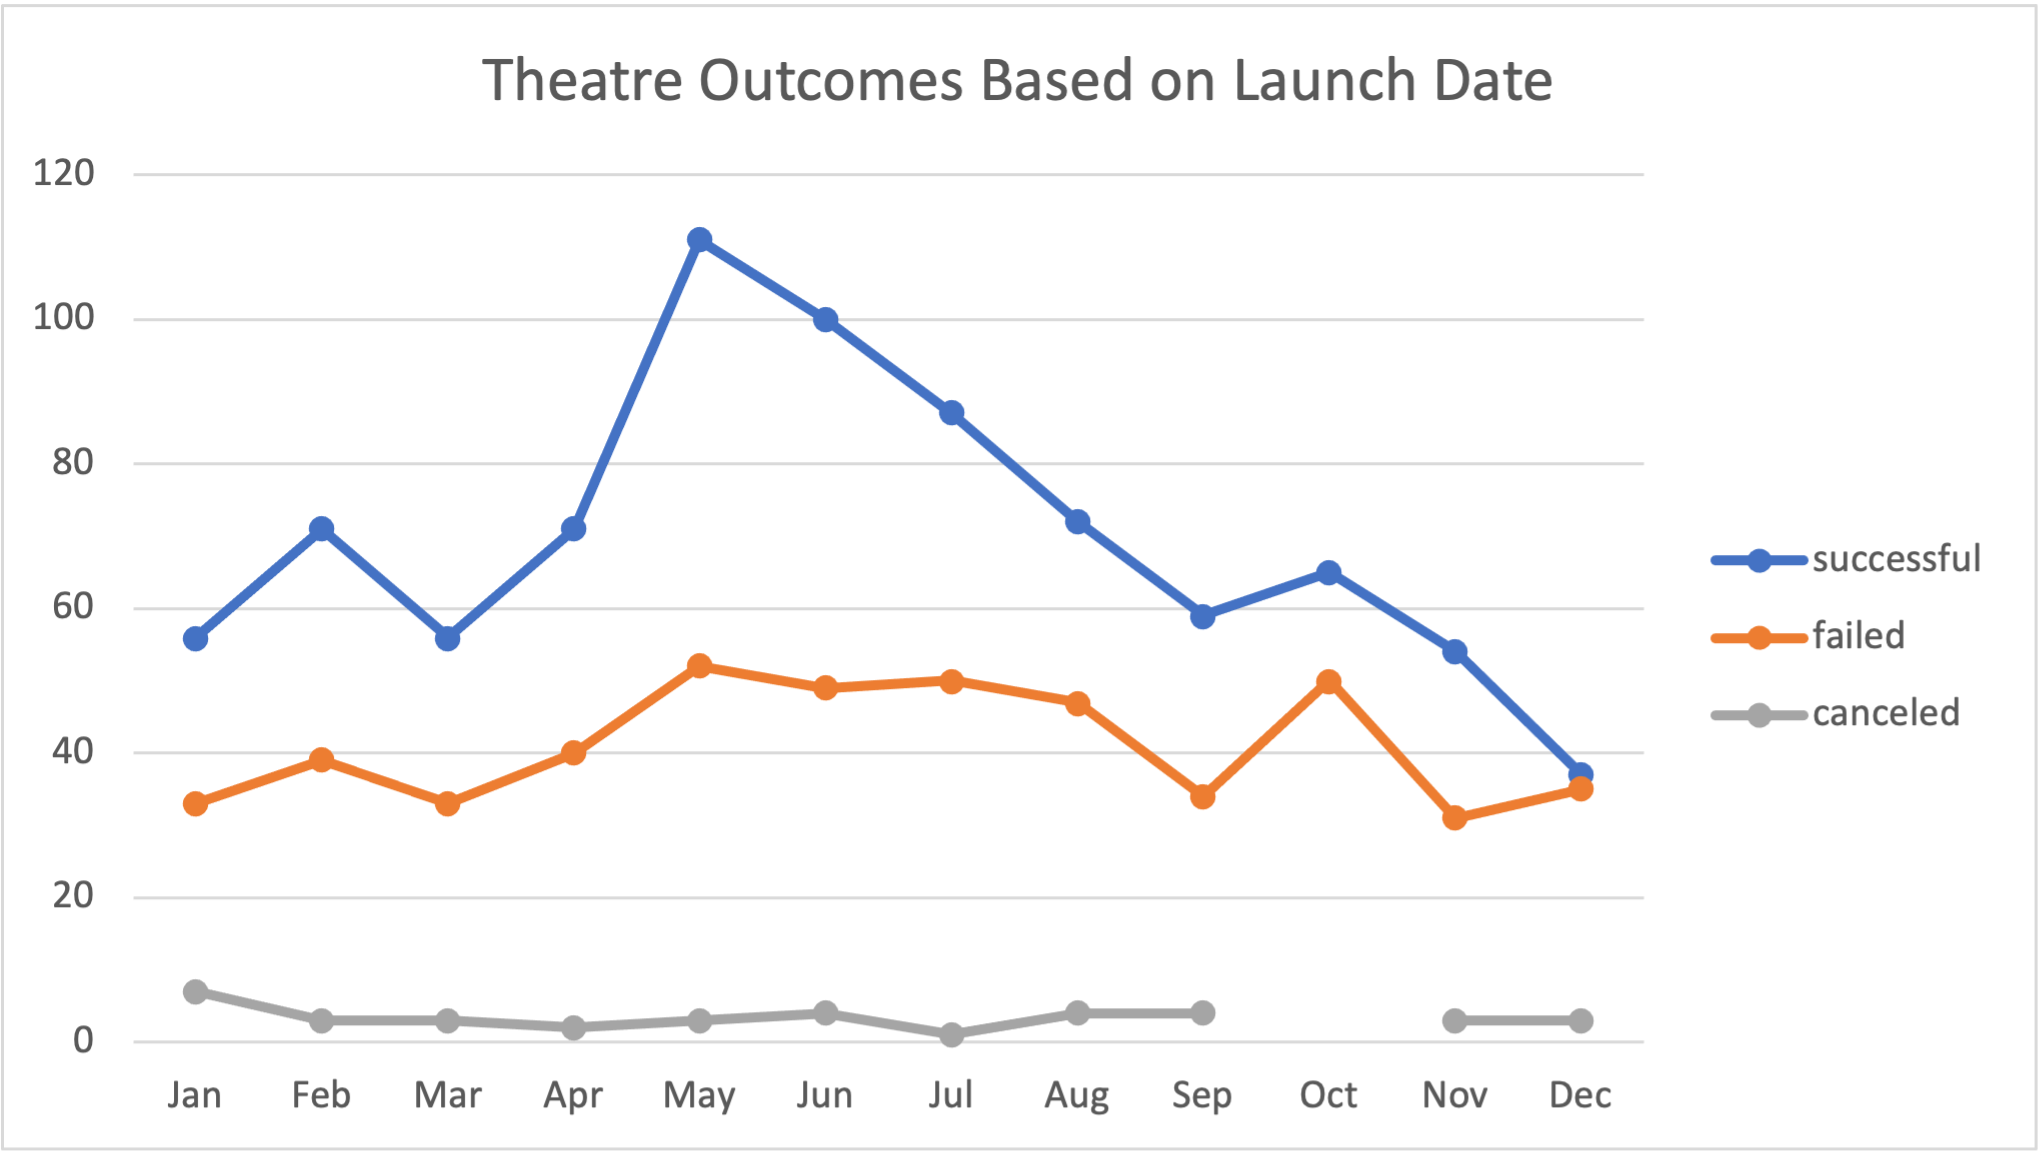 Theatre Outcomes Based on Launch Date
120
100
80
60
40
20
0
Jan Feb Mar Apr May Jun Jul Aug Sep Oct Nov Dec
successful
failed
canceled